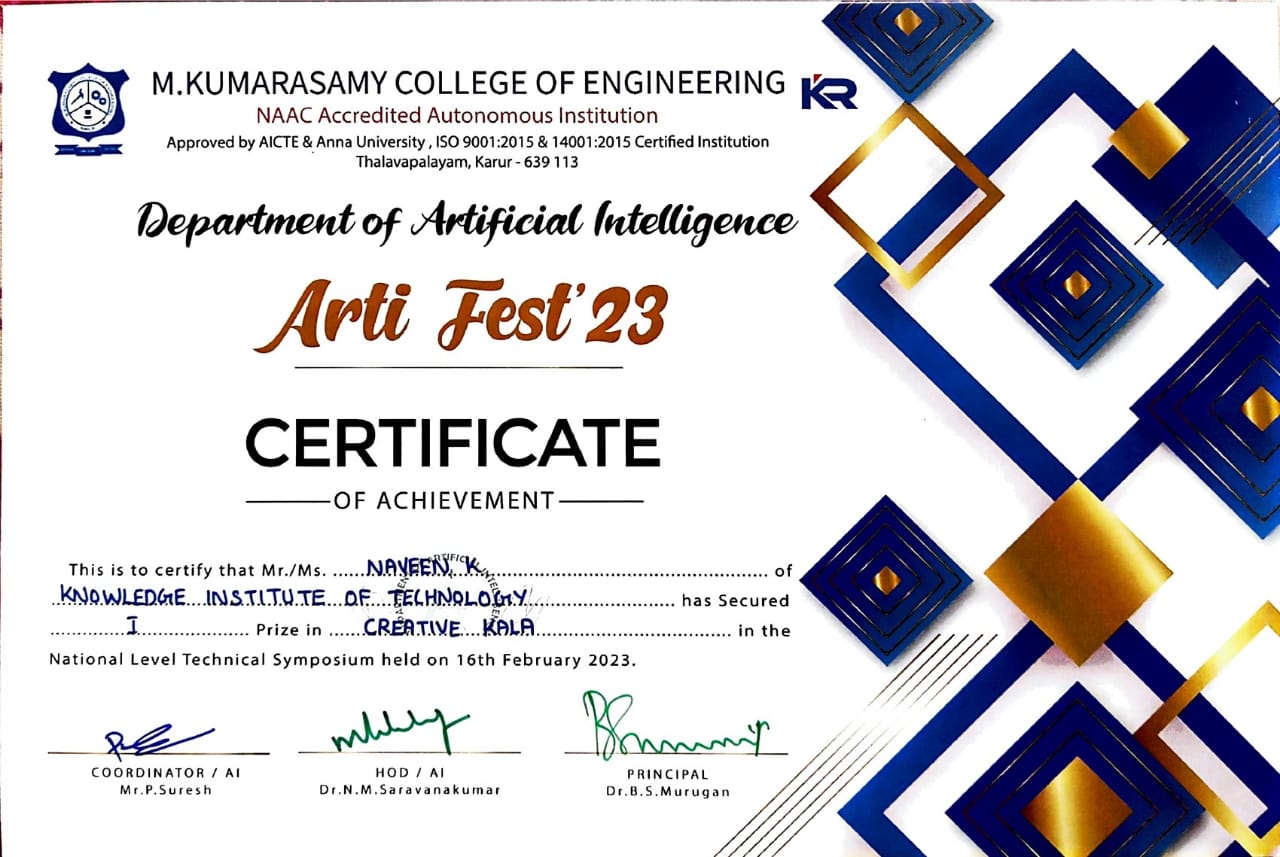 M.KUMARASAMY COLLEGE OF ENGINEERING
KR
NAAC Accredited Autonomous Institution
Approved by AICTE & Anna University , ISO 9001:2015 & 14001:2015 Certified Institution
Thalavapalayam, Karur - 639 113
Department of Artificial Intelligence
Arti Fest'23
CERTIFICATE
OF ACHIEVEMENT
This is to certify that Mr./Ms. NAVEEN. K of
KNOWLEDGE INSTITUTE OF TECHNOLOGY has Secured
I Prize in CREATIVE KALA in the
National Level Technical Symposium held on 16th February 2023.
COORDINATOR / AI
Mr.P.Suresh
HOD / AI
Dr.N.M.Saravanakumar
PRINCIPAL
Dr.B.S.Murugan